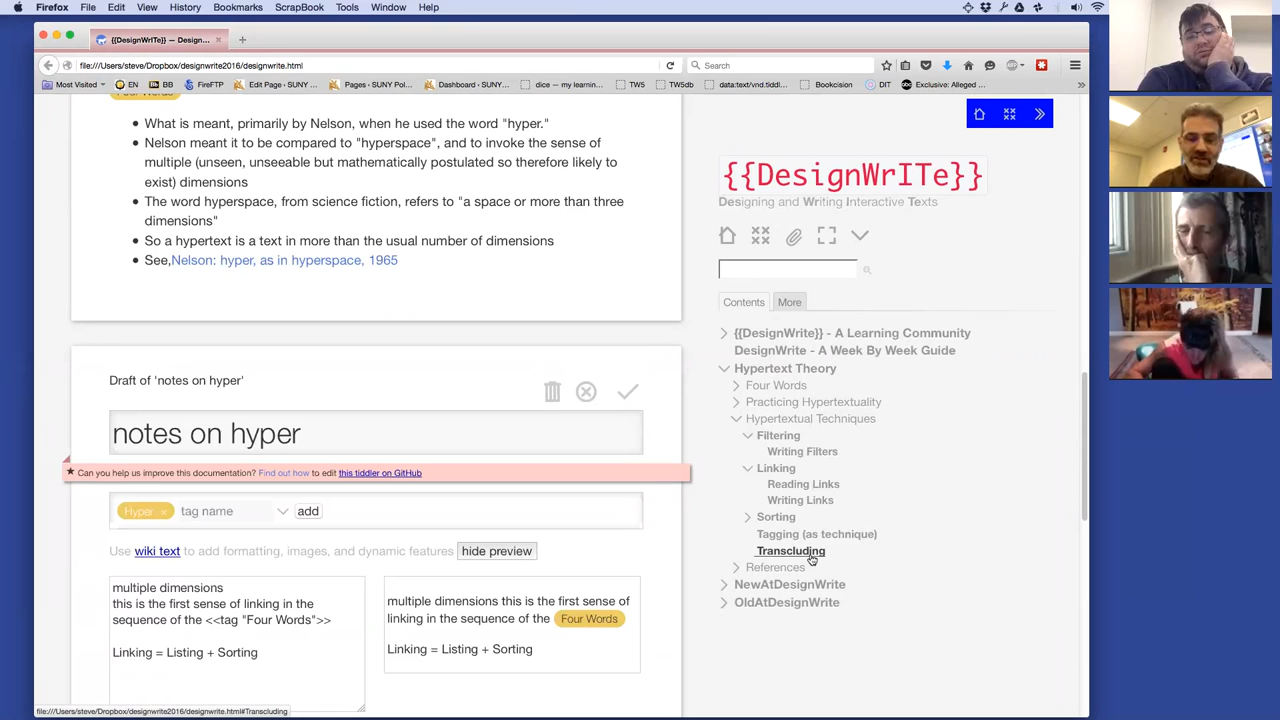 Firefox File Edit View History Bookmarks ScrapBook Tools Window Help
{{DesignWrITe}} — Design...
file:///Users/steve/Dropbox/designwrite2016/designwrite.html
Search
Most Visited EN BB FireFTP Edit Page - SUNY ... Pages - SUNY Pol... Dashboard - SUNY... dice — my learnin... TW5 TW5db data:text/vnd.tiddl... Bookcision DIT Exclusive: Alleged ...
What is meant, primarily by Nelson, when he used the word "hyper."
Nelson meant it to be compared to "hyperspace", and to invoke the sense of
multiple (unseen, unseeable but mathematically postulated so therefore likely to
exist) dimensions
The word hyperspace, from science fiction, refers to "a space or more than three
dimensions"
So a hypertext is a text in more than the usual number of dimensions
See,Nelson: hyper, as in hyperspace, 1965
Draft of 'notes on hyper'
notes on hyper
Can you help us improve this documentation? Find out how to edit this tiddler on GitHub
Hyper × tag name add
Use wiki text to add formatting, images, and dynamic features hide preview
multiple dimensions
this is the first sense of linking in the
sequence of the <<tag "Four Words">>
Linking = Listing + Sorting
multiple dimensions this is the first sense of
linking in the sequence of the Four Words
Linking = Listing + Sorting
file:///Users/steve/Dropbox/designwrite2016/designwrite.html#Transcluding
{{DesignWrITe}}
Designing and Writing Interactive Texts
Contents More
{{DesignWrite}} - A Learning Community
DesignWrite - A Week By Week Guide
Hypertext Theory
Four Words
Practicing Hypertextuality
Hypertextual Techniques
Filtering
Writing Filters
Linking
Reading Links
Writing Links
Sorting
Tagging (as technique)
Transcluding
References
NewAtDesignWrite
OldAtDesignWrite